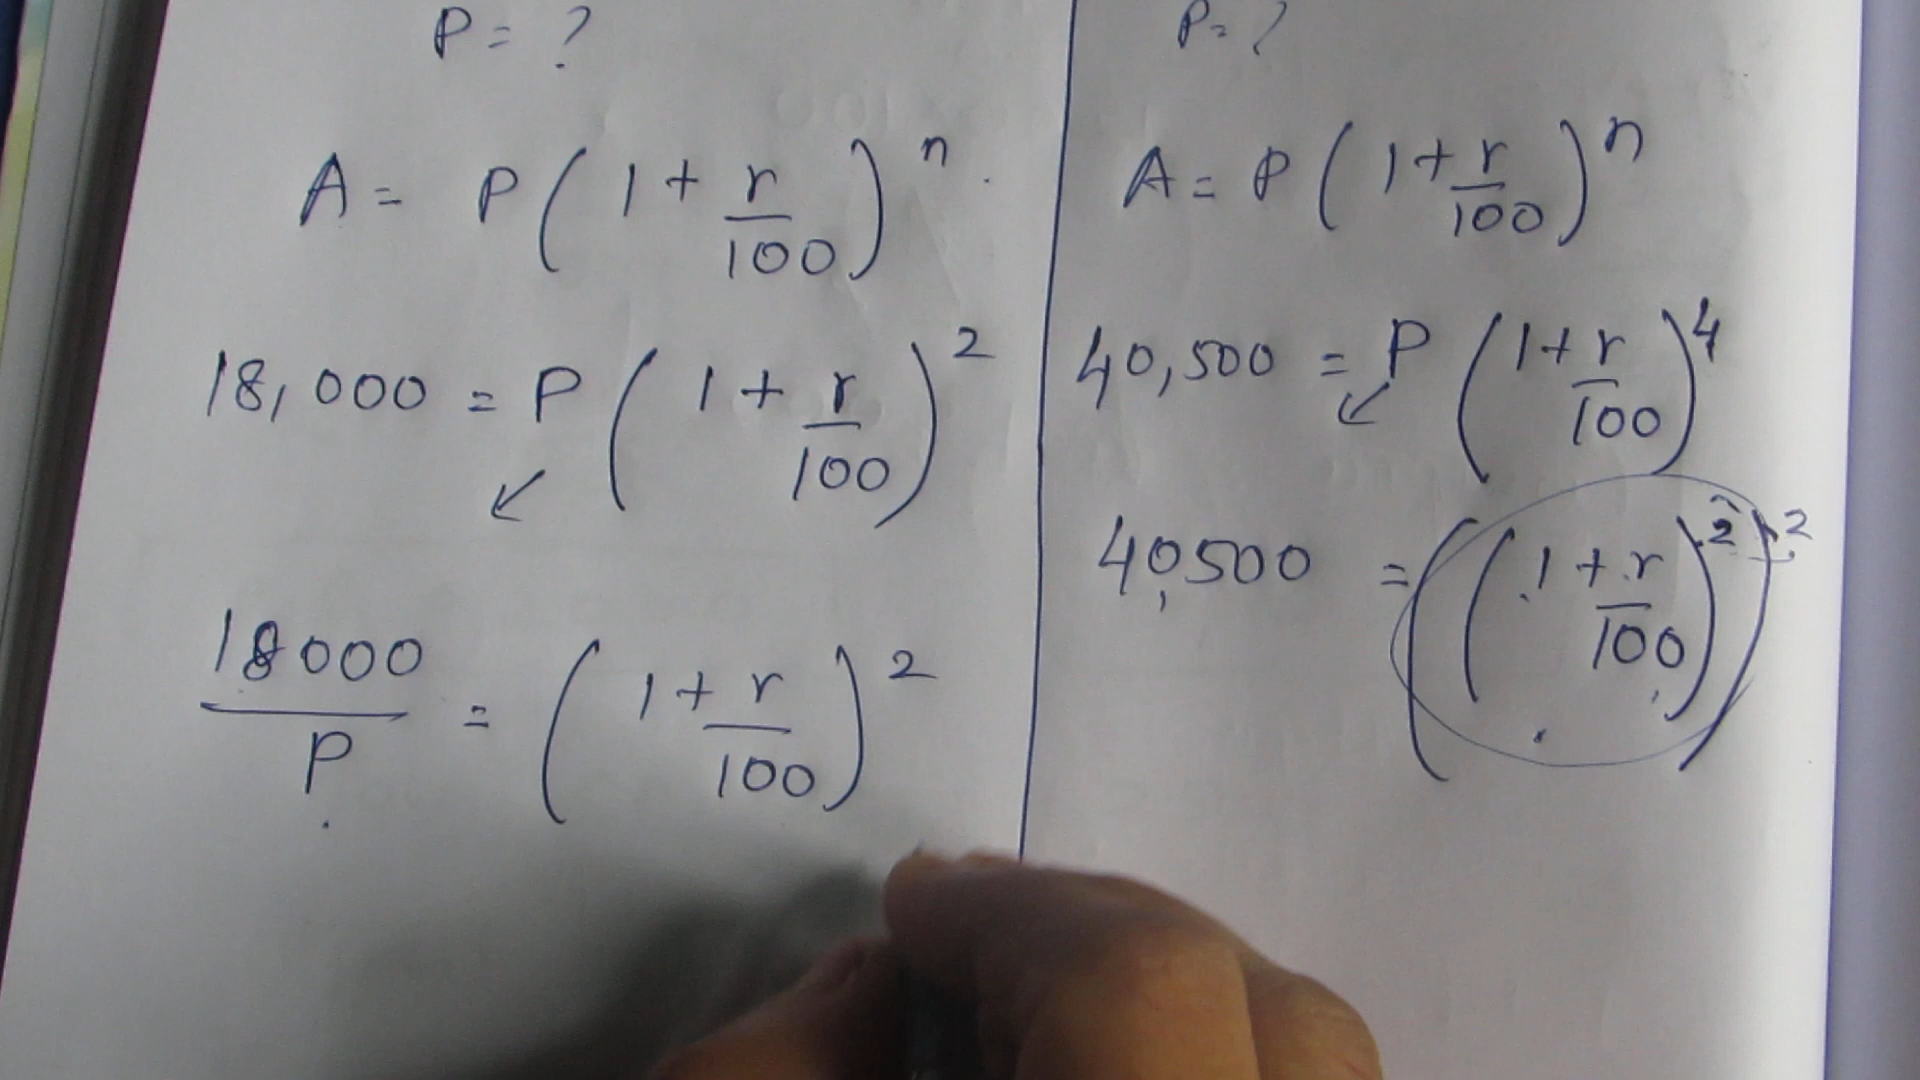 P = ?
A = P ( 1 + r/100 )^n .
18,000 = P ( 1 + r/100 )^2
18000/P = ( 1 + r/100 )^2
P = ?
A = P ( 1 + r/100 )^n
40,500 = P ( 1 + r/100 )^4
40,500 = ( ( 1 + r/100 )^2 )^2